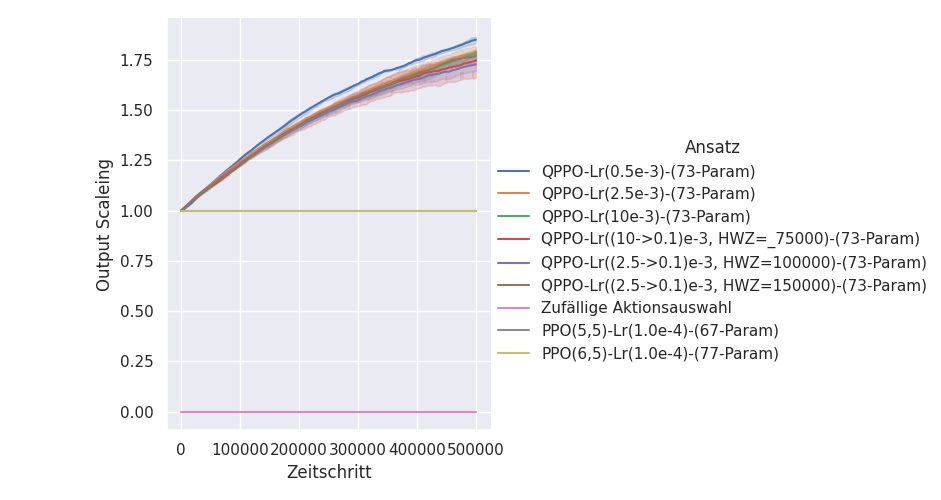 1.75
1.50
1.25
1.00
0.75
0.50
0.25
0.00
Output Scaleing
0 100000 200000 300000 400000 500000
Zeitschritt
Ansatz
QPPO-Lr(0.5e-3)-(73-Param)
QPPO-Lr(2.5e-3)-(73-Param)
QPPO-Lr(10e-3)-(73-Param)
QPPO-Lr((10->0.1)e-3, HWZ=_75000)-(73-Param)
QPPO-Lr((2.5->0.1)e-3, HWZ=100000)-(73-Param)
QPPO-Lr((2.5->0.1)e-3, HWZ=150000)-(73-Param)
Zufällige Aktionsauswahl
PPO(5,5)-Lr(1.0e-4)-(67-Param)
PPO(6,5)-Lr(1.0e-4)-(77-Param)